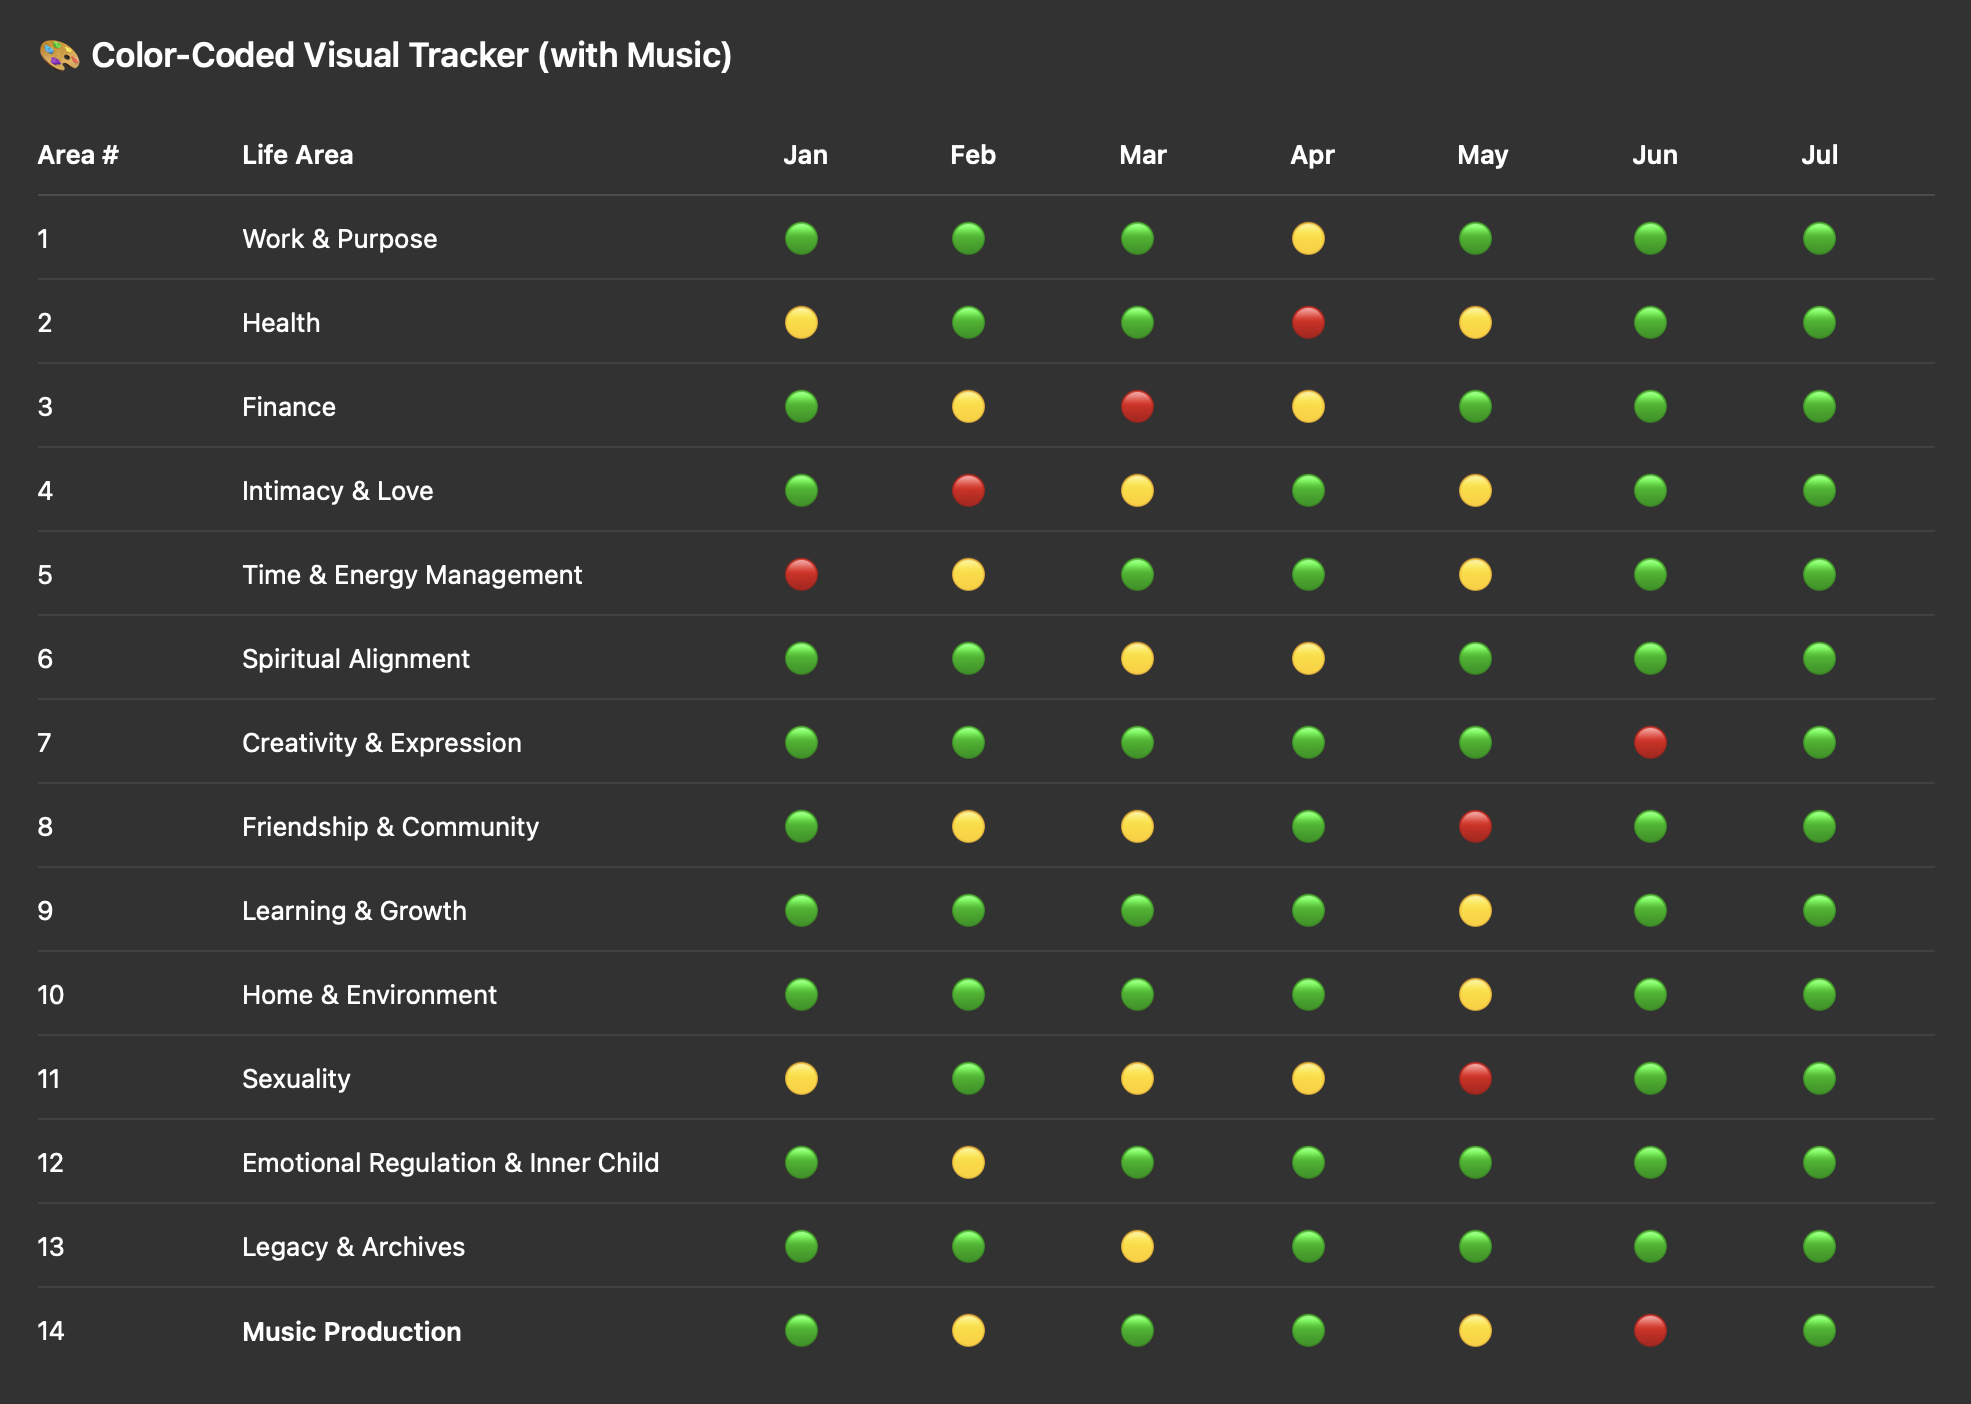 Color-Coded Visual Tracker (with Music)
Area # Life Area Jan Feb Mar Apr May Jun Jul
1 Work & Purpose
2 Health
3 Finance
4 Intimacy & Love
5 Time & Energy Management
6 Spiritual Alignment
7 Creativity & Expression
8 Friendship & Community
9 Learning & Growth
10 Home & Environment
11 Sexuality
12 Emotional Regulation & Inner Child
13 Legacy & Archives
14 Music Production